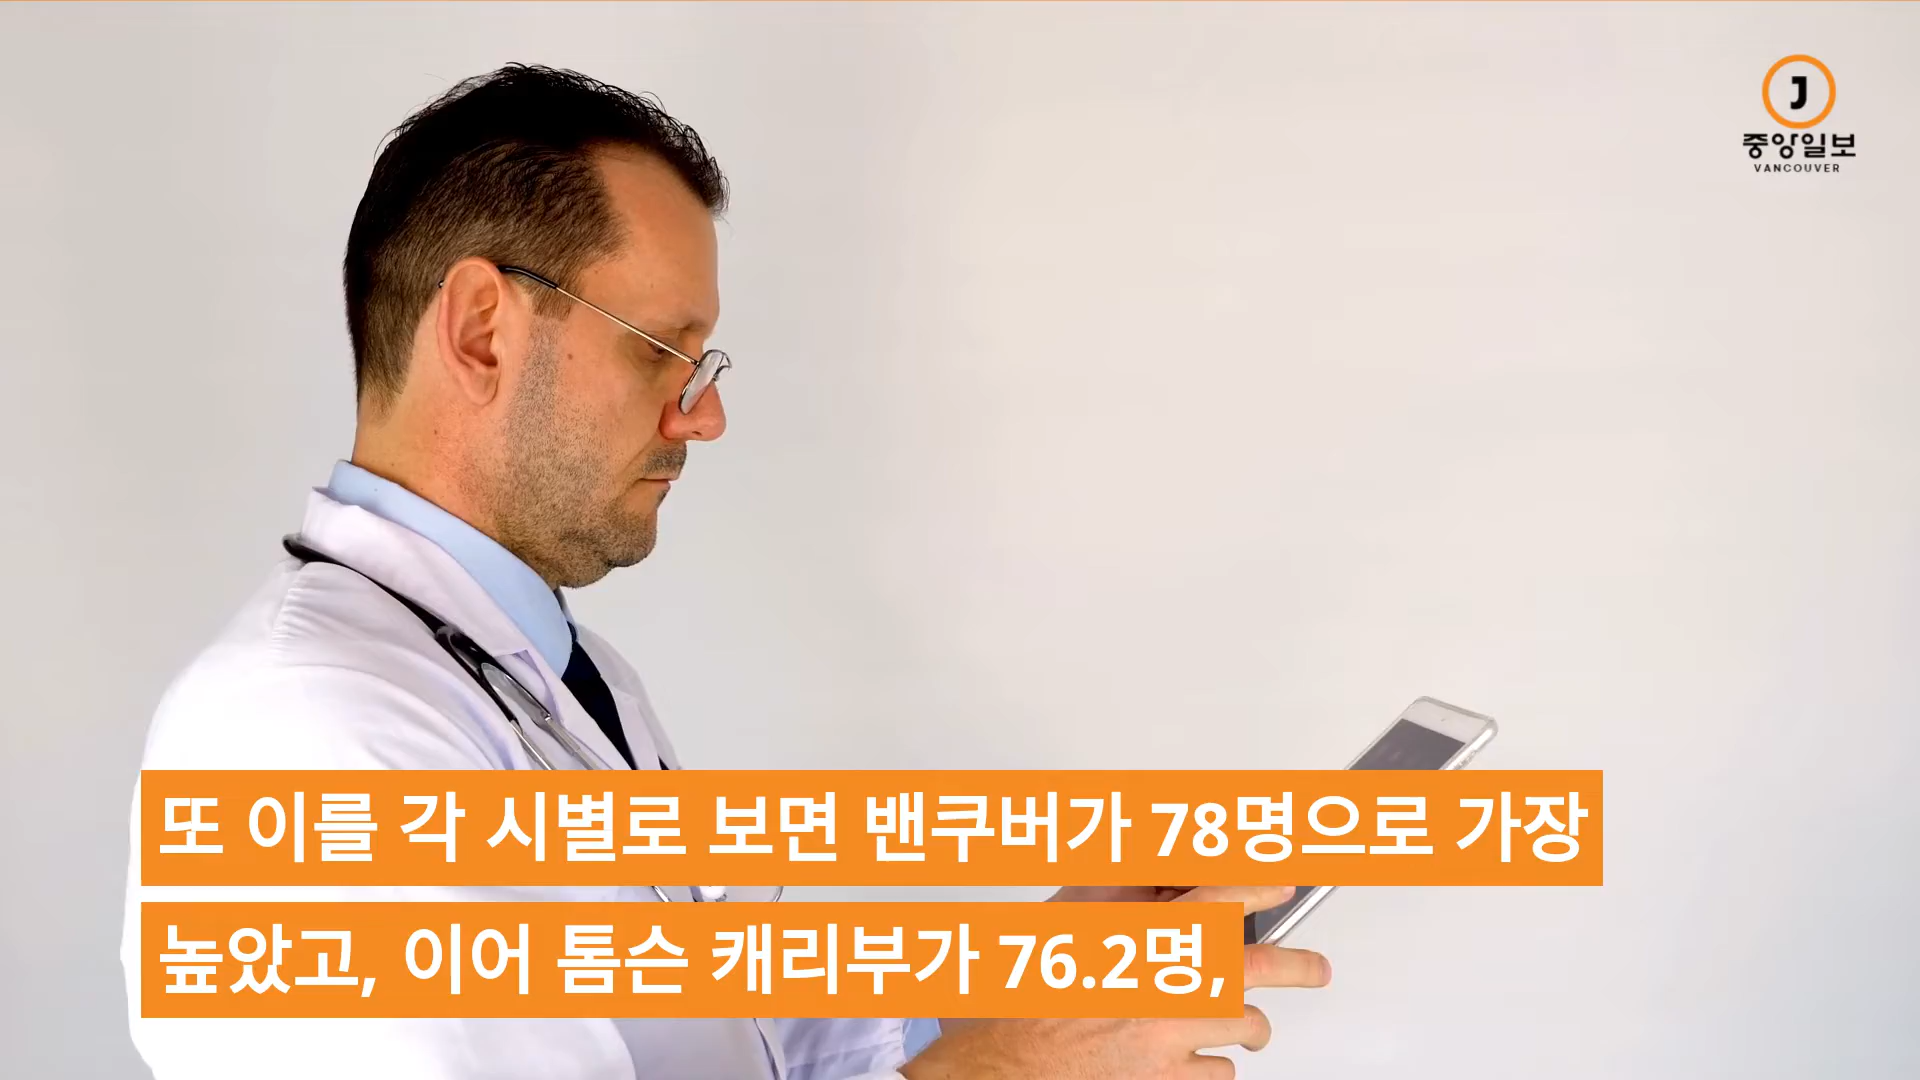 J
중앙일보
VANCOUVER
또 이를 각 시별로 보면 밴쿠버가 78명으로 가장
높았고, 이어 톰슨 캐리부가 76.2명,